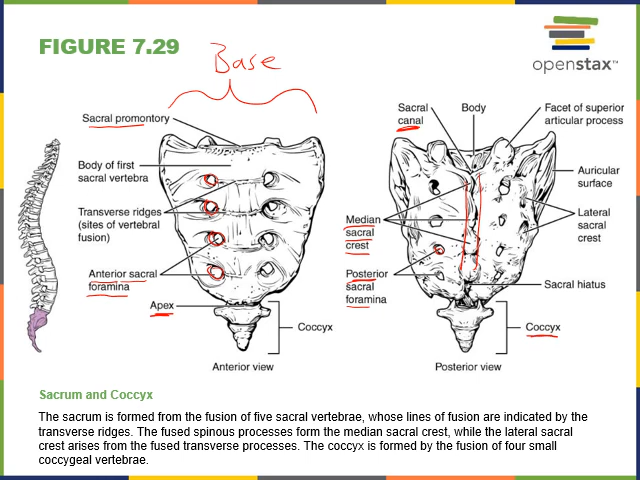 FIGURE 7.29
openstax™
Base
Sacral promontory
Body of first
sacral vertebra
Transverse ridges
(sites of vertebral
fusion)
Anterior sacral
foramina
Apex
Coccyx
Anterior view
Sacral
canal
Body
Facet of superior
articular process
Auricular
surface
Median
sacral
crest
Lateral
sacral
crest
Posterior
sacral
foramina
Sacral hiatus
Coccyx
Posterior view
Sacrum and Coccyx
The sacrum is formed from the fusion of five sacral vertebrae, whose lines of fusion are indicated by the
transverse ridges. The fused spinous processes form the median sacral crest, while the lateral sacral
crest arises from the fused transverse processes. The coccyx is formed by the fusion of four small
coccygeal vertebrae.